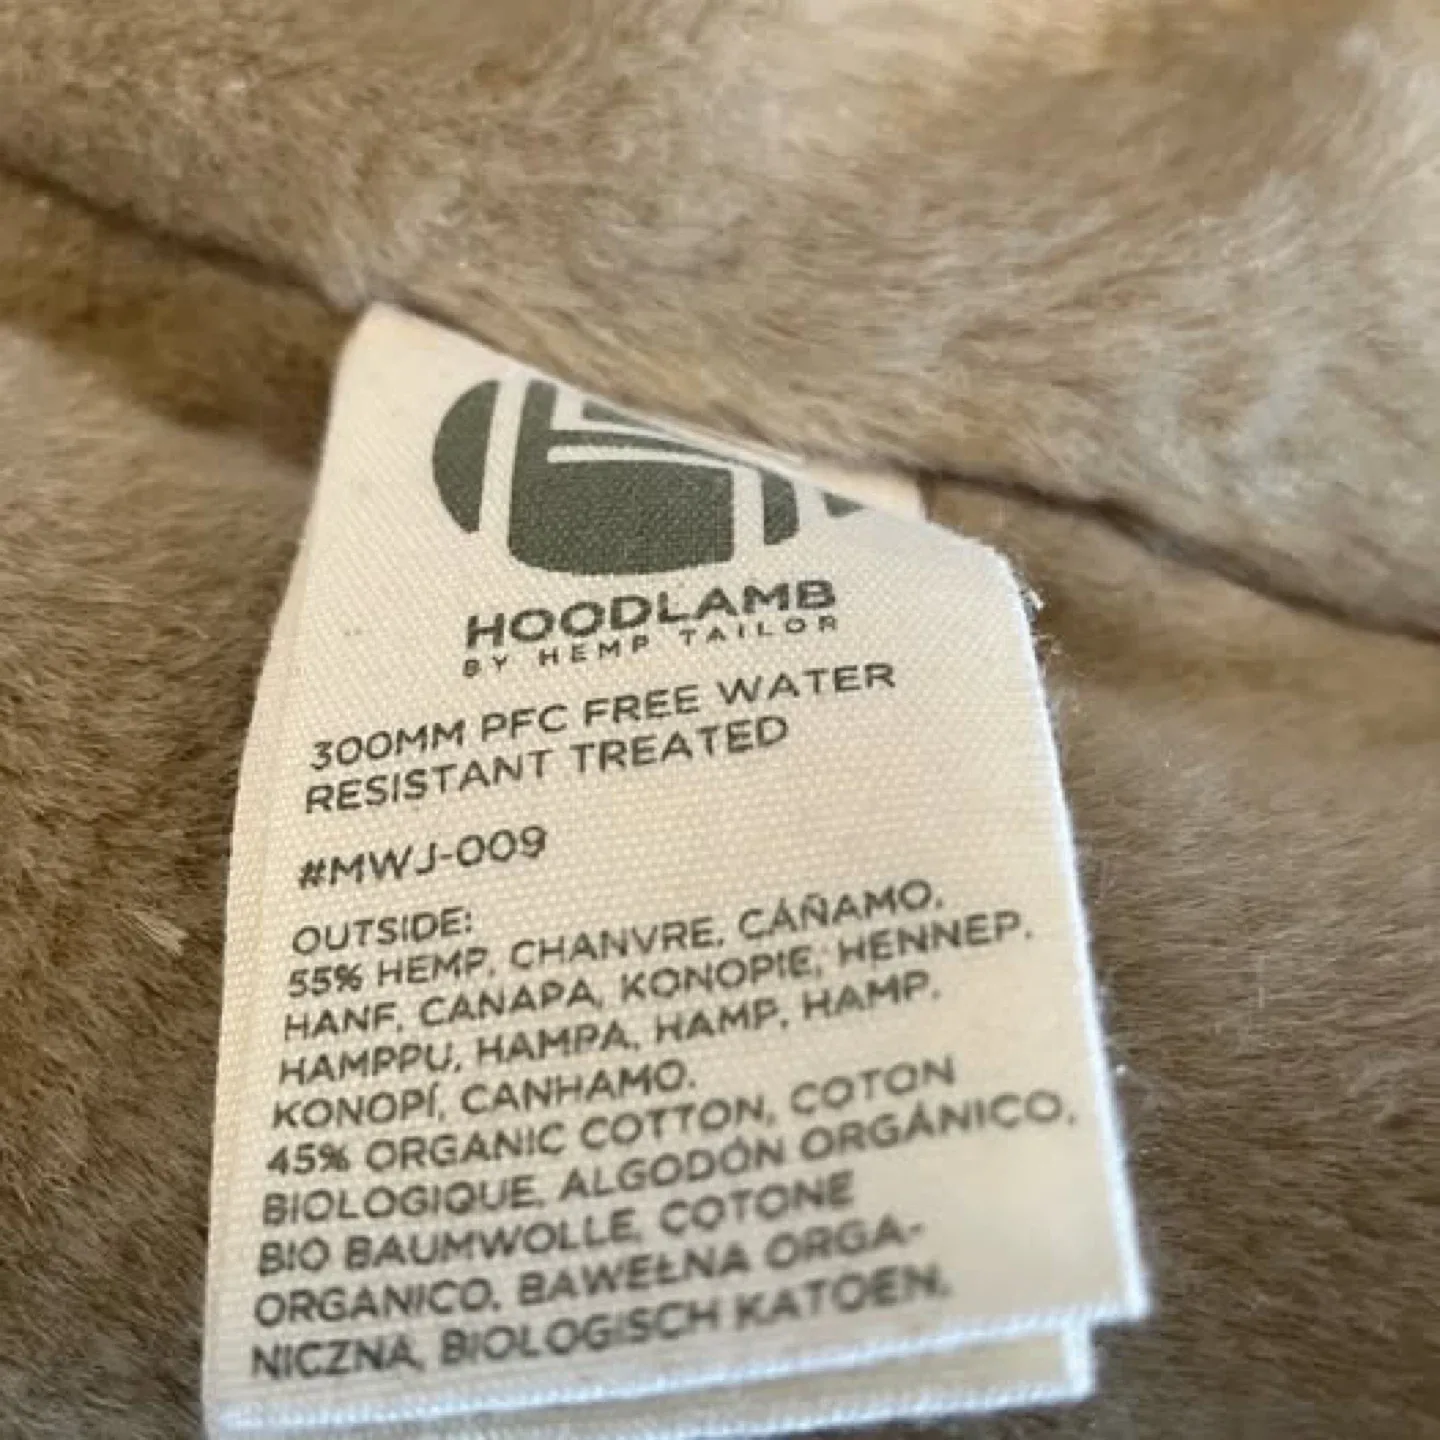 HOODLAMB
BY HEMP TAILOR
300MM PFC FREE WATER
RESISTANT TREATED
#MWJ-009
OUTSIDE:
55% HEMP, CHANVRE, CÁÑAMO,
HANF, CANAPA, KONOPIE, HENNEP,
HAMPPU, HAMPA, HAMP, HAMP,
KONOPÍ, CANHAMO.
45% ORGANIC COTTON, COTON
BIOLOGIQUE, ALGODÓN ORGÁNICO,
BIO BAUMWOLLE, COTONE
ORGANICO, BAWEŁNA ORGA-
NICZNA, BIOLOGISCH KATOEN,